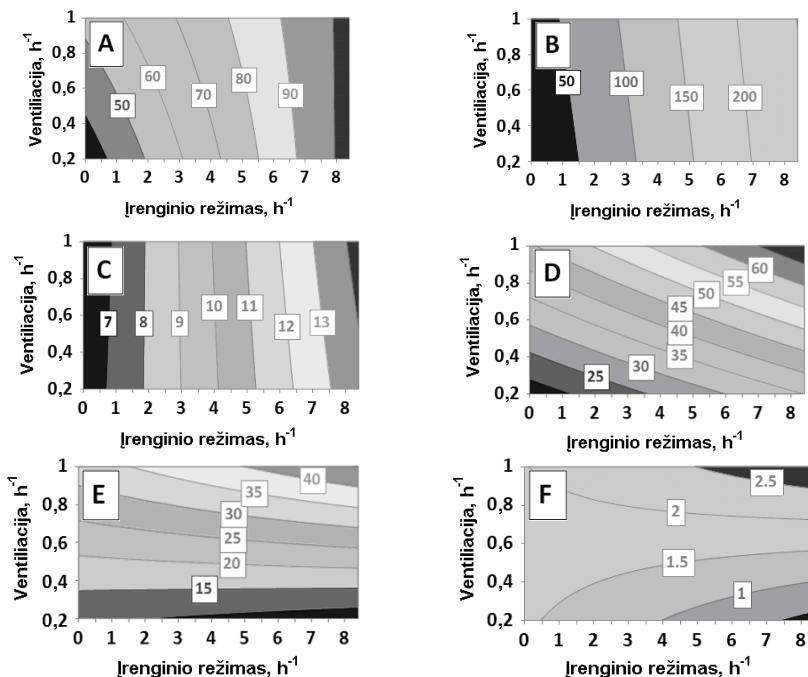 A
Ventiliacija, h-1
1
0,8
0,6
0,4
0,2
50
60
70
80
90
0 1 2 3 4 5 6 7 8
Įrenginio režimas, h-1
B
Ventiliacija, h-1
1
0,8
0,6
0,4
0,2
50
100
150
200
0 1 2 3 4 5 6 7 8
Įrenginio režimas, h-1
C
Ventiliacija, h-1
1
0,8
0,6
0,4
0,2
7
8
9
10
11
12
13
0 1 2 3 4 5 6 7 8
Įrenginio režimas, h-1
D
Ventiliacija, h-1
1
0,8
0,6
0,4
0,2
25
30
35
40
45
50
55
60
0 1 2 3 4 5 6 7 8
Įrenginio režimas, h-1
E
Ventiliacija, h-1
1
0,8
0,6
0,4
0,2
15
20
25
30
35
40
0 1 2 3 4 5 6 7 8
Įrenginio režimas, h-1
F
Ventiliacija, h-1
1
0,8
0,6
0,4
0,2
1
1.5
2
2.5
0 1 2 3 4 5 6 7 8
Įrenginio režimas, h-1